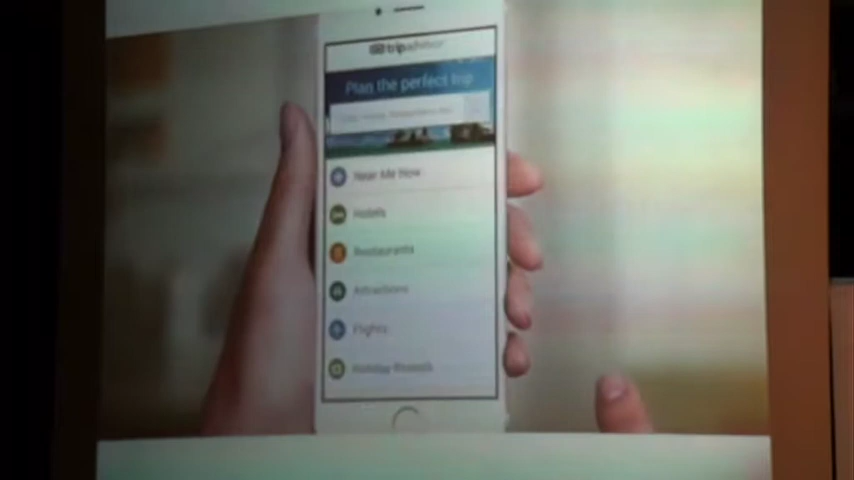 tripadvisor
Plan the perfect trip
Near Me Now
Hotels
Restaurants
Attractions
Flights
Holiday Rentals